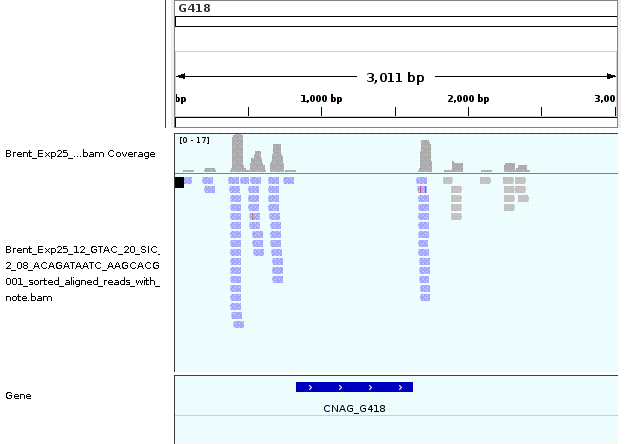 G418
3,011 bp
bp 1,000 bp 2,000 bp 3,00
[0 - 17]
Brent_Exp25_...bam Coverage
Brent_Exp25_12_GTAC_20_SIC_
2_08_ACAGATAATC_AAGCACG
001_sorted_aligned_reads_with_
note.bam
Gene
CNAG_G418